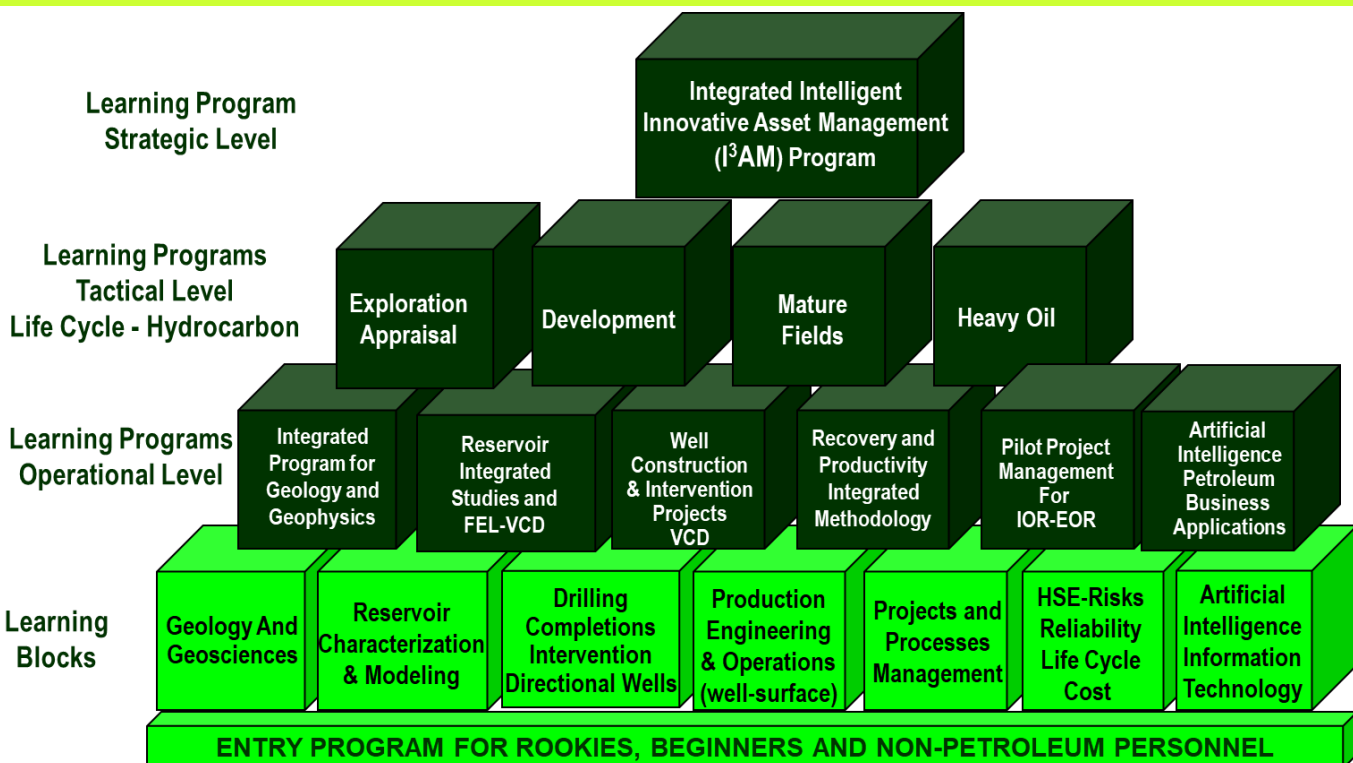 Learning Program
Strategic Level
Integrated Intelligent
Innovative Asset Management
(I³AM) Program
Learning Programs
Tactical Level
Life Cycle - Hydrocarbon
Exploration
Appraisal
Development
Mature
Fields
Heavy Oil
Learning Programs
Operational Level
Integrated
Program for
Geology and
Geophysics
Reservoir
Integrated
Studies and
FEL-VCD
Well
Construction
& Intervention
Projects
VCD
Recovery and
Productivity
Integrated
Methodology
Pilot Project
Management
For
IOR-EOR
Artificial
Intelligence
Petroleum
Business
Applications
Learning
Blocks
Geology And
Geosciences
Reservoir
Characterization
& Modeling
Drilling
Completions
Intervention
Directional Wells
Production
Engineering
& Operations
(well-surface)
Projects and
Processes
Management
HSE-Risks
Reliability
Life Cycle
Cost
Artificial
Intelligence
Information
Technology
ENTRY PROGRAM FOR ROOKIES, BEGINNERS AND NON-PETROLEUM PERSONNEL